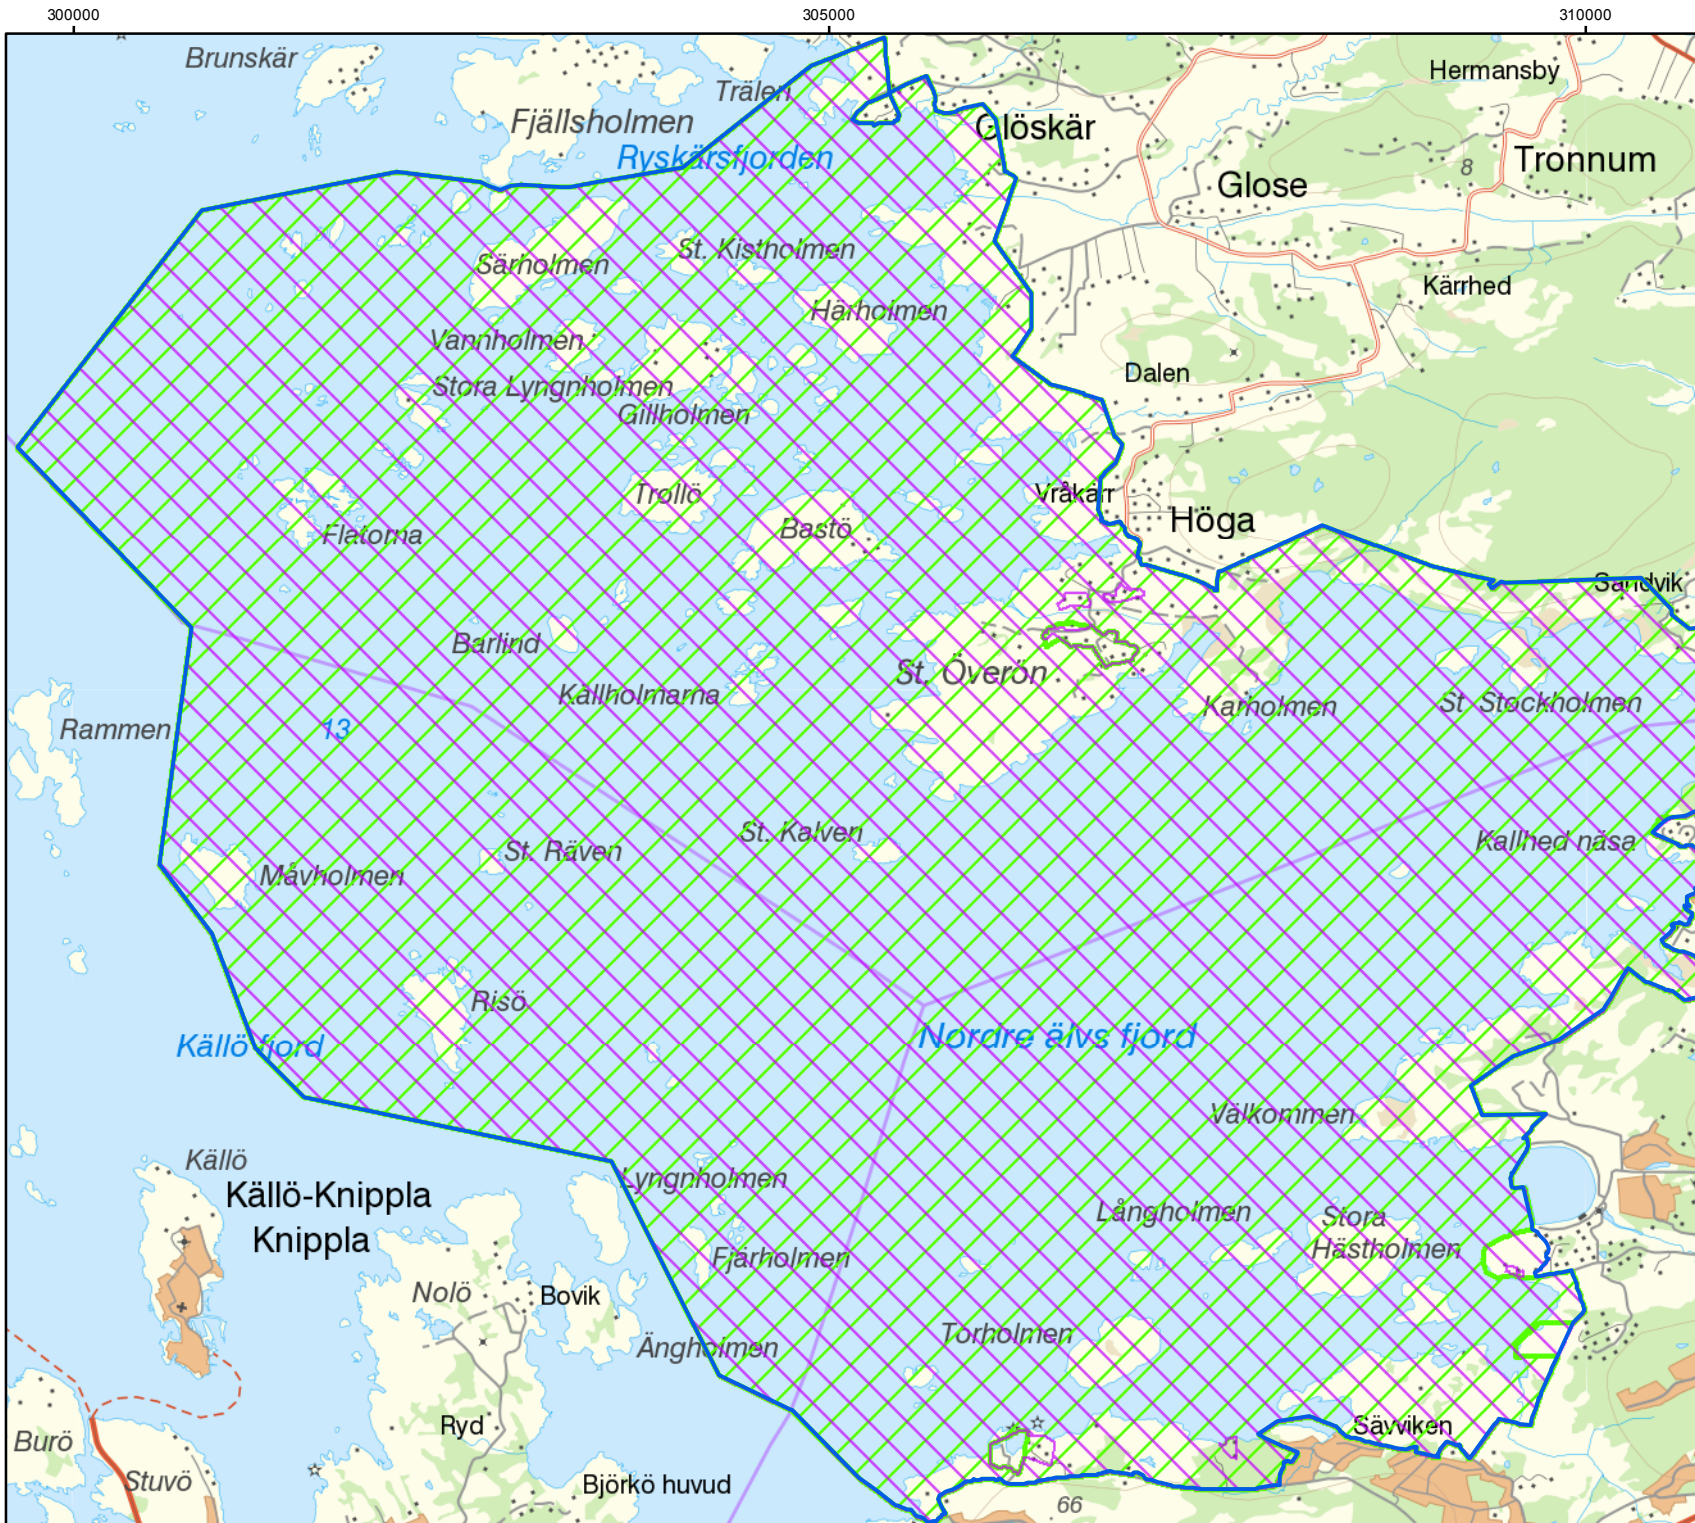 300000
305000
310000
Brunskär
Hermansby
Trälen
Fjällsholmen
Glöskär
Ryskärsfjorden
Tronnum
8
Glose
St. Kistholmen
Särholmen
Kärrhed
Härholmen
Vannholmen
Dalen
Stora Lyngnholmen
Gillholmen
Trollö
Vråkärr
Höga
Bastö
Flatorna
Sandvik
Barlind
St. Överön
Källholmarna
Karholmen
St Stockholmen
Rammen
13
St. Kalven
Kallhed näsa
St. Räven
Måvholmen
Risö
Nordre älvs fjord
Källö fjord
Välkommen
Källö
Lyngnholmen
Källö-Knippla
Knippla
Långholmen
Stora
Hästholmen
Fjärholmen
Nolö
Bovik
Torholmen
Ängholmen
Ryd
Sävviken
Burö
Stuvö
Björkö huvud
66